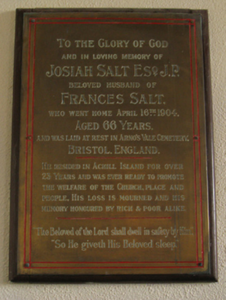 To the Glory of God
and in loving memory of
Josiah Salt Esq. J.P.
beloved husband of
Frances Salt.
who went home April 16th 1904,
Aged 66 Years.
and was laid at rest in Arno's Vale Cemetery,
Bristol, England.
He resided in Achill Island for over
Years and was ever ready to promote
the welfare of the Church, place and
people. His loss is mourned and his
memory honoured by rich & poor alike.
"The Beloved of the Lord shall dwell in safety by Him."
"So He giveth His Beloved sleep."